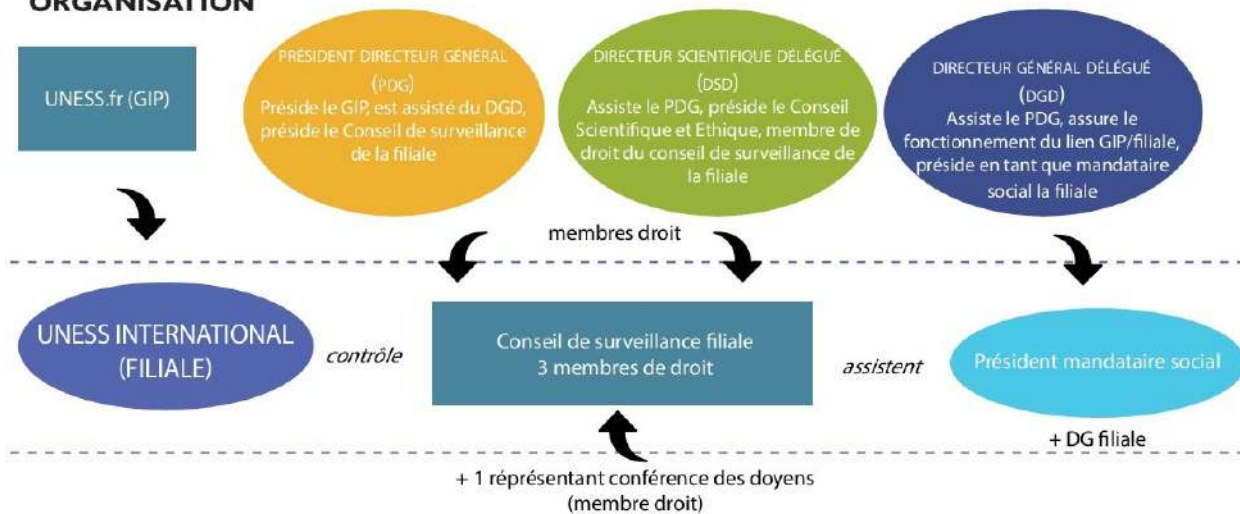 ORGANISATION
UNESS.fr (GIP)
PRÉSIDENT DIRECTEUR GÉNÉRAL
(PDG)
Préside le GIP, est assisté du DGD,
préside le Conseil de surveillance
de la filiale
DIRECTEUR SCIENTIFIQUE DÉLÉGUÉ
(DSD)
Assiste le PDG, préside le Conseil
Scientifique et Ethique, membre de
droit du conseil de surveillance de
la filiale
DIRECTEUR GÉNÉRAL DÉLÉGUÉ
(DGD)
Assiste le PDG, assure le
fonctionnement du lien GIP/filiale,
préside en tant que mandataire
social la filiale
membres droit
UNESS INTERNATIONAL
(FILIALE)
contrôle
Conseil de surveillance filiale
3 membres de droit
assistent
Président mandataire social
+ DG filiale
+ 1 réprésentant conférence des doyens
(membre droit)